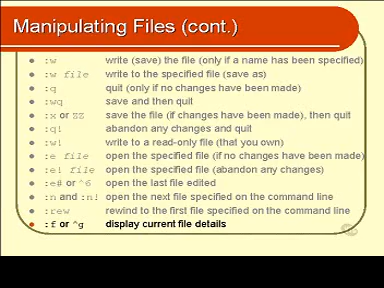 Manipulating Files (cont.)
:w write (save) the file (only if a name has been specified)
:w file write to the specified file (save as)
:q quit (only if no changes have been made)
:wq save and then quit
:x or ZZ save the file (if changes have been made), then quit
:q! abandon any changes and quit
:w! write to a read-only file (that you own)
:e file open the specified file (if no changes have been made)
:e! file open the specified file (abandon any changes)
:e# or ^6 open the last file edited
:n and :n! open the next file specified on the command line
:rew rewind to the first file specified on the command line
:f or ^g display current file details